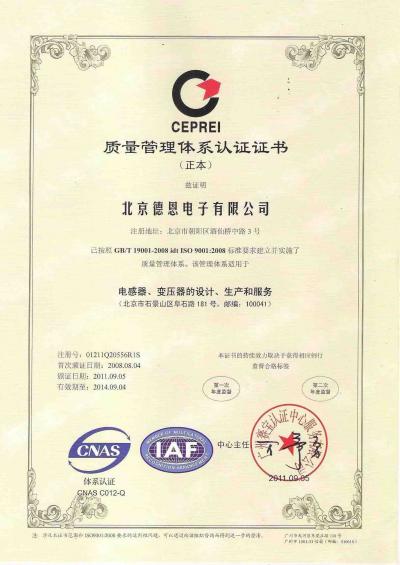 CEPREI
质量管理体系认证证书
(正本)
兹证明
北京德恩电子有限公司
注册地址：北京市朝阳区酒仙桥中路 3 号
已按照 GB/T 19001-2008 idt ISO 9001:2008 标准要求建立并实施了
质量管理体系。该管理体系适用于
电感器、变压器的设计、生产和服务
(北京市石景山区阜石路 181 号。邮编：100041)
注册号：01211Q20556R1S
首次颁证日期：2008.08.04
颁证日期：2011.09.05
有效期至：2014.09.04
本证书的持续效力取决于获得相应例行
监督合格标签
第一次
年度监督
第二次
年度监督
CNAS
体系认证
CNAS C012-Q
IAF
中心主任
2011.09.05